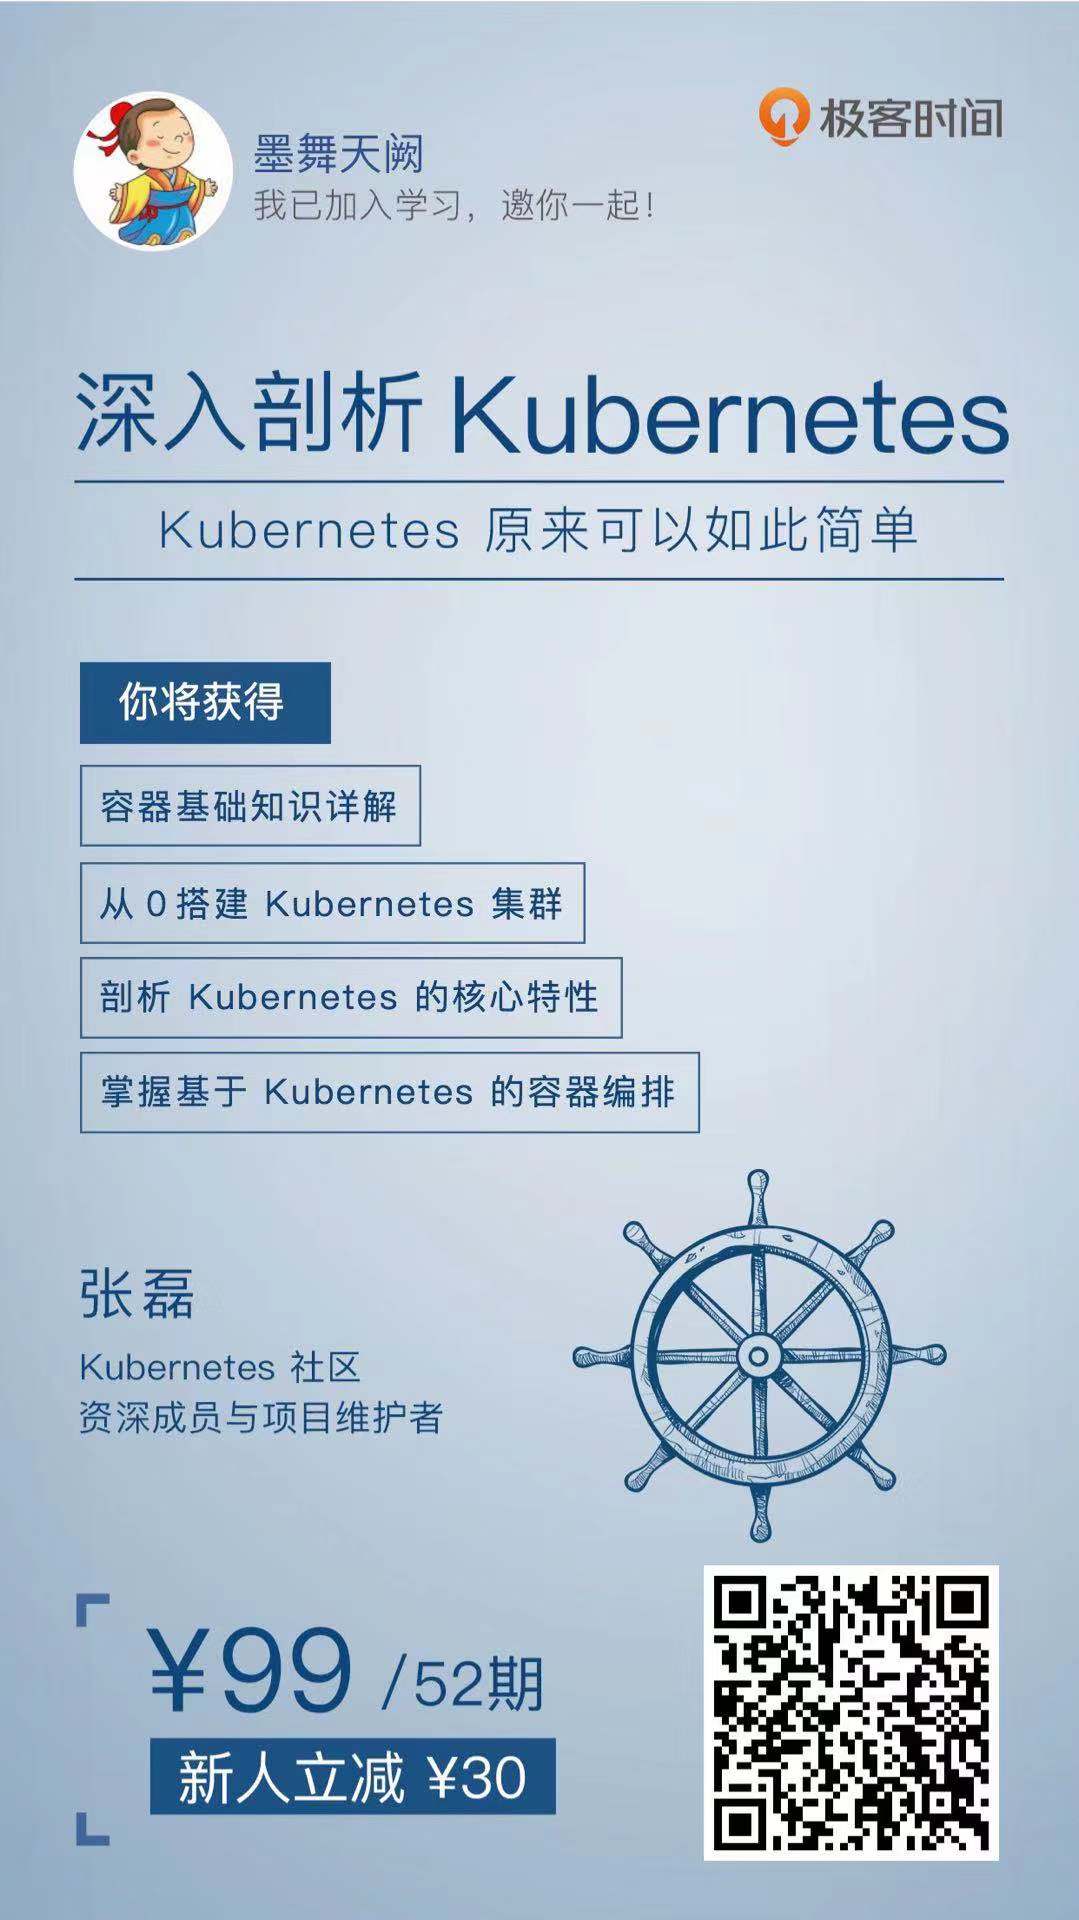 极客时间
墨舞天阙
我已加入学习，邀你一起！
深入剖析 Kubernetes
Kubernetes 原来可以如此简单
你将获得
容器基础知识详解
从 0 搭建 Kubernetes 集群
剖析 Kubernetes 的核心特性
掌握基于 Kubernetes 的容器编排
张磊
Kubernetes 社区
资深成员与项目维护者
¥99 /52期
新人立减 ¥30